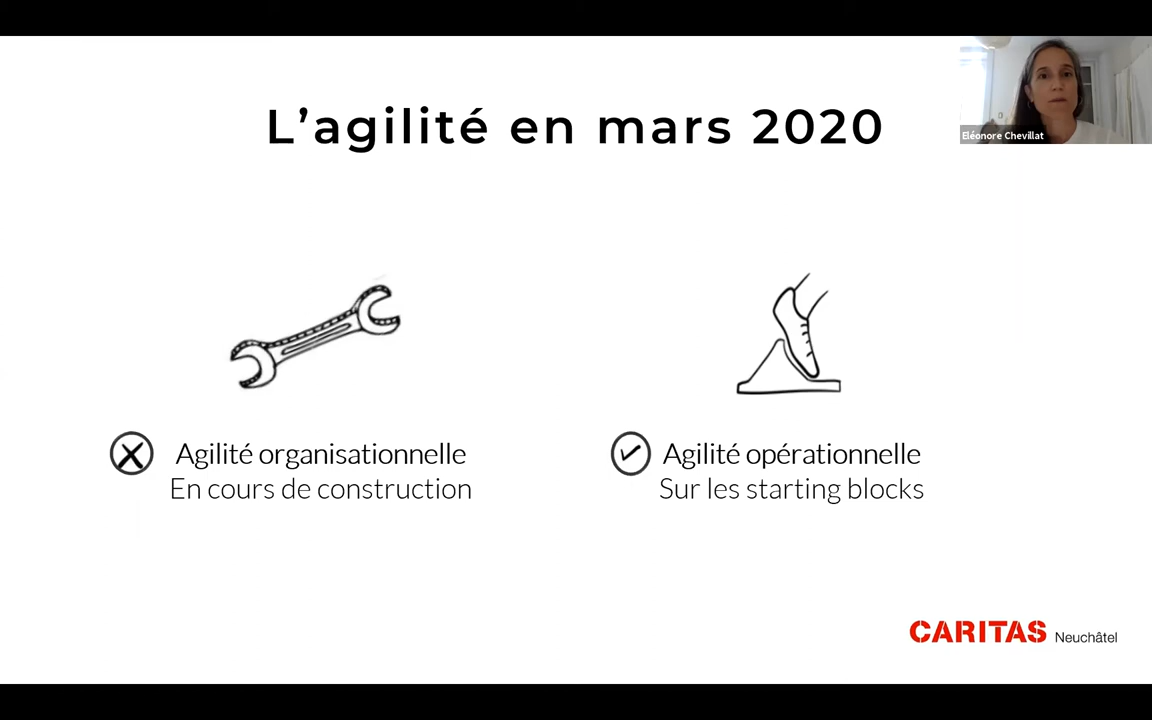 L’agilité en mars 2020
Eléonore Chevillat
Agilité organisationnelle
En cours de construction
Agilité opérationnelle
Sur les starting blocks
CARITAS Neuchâtel